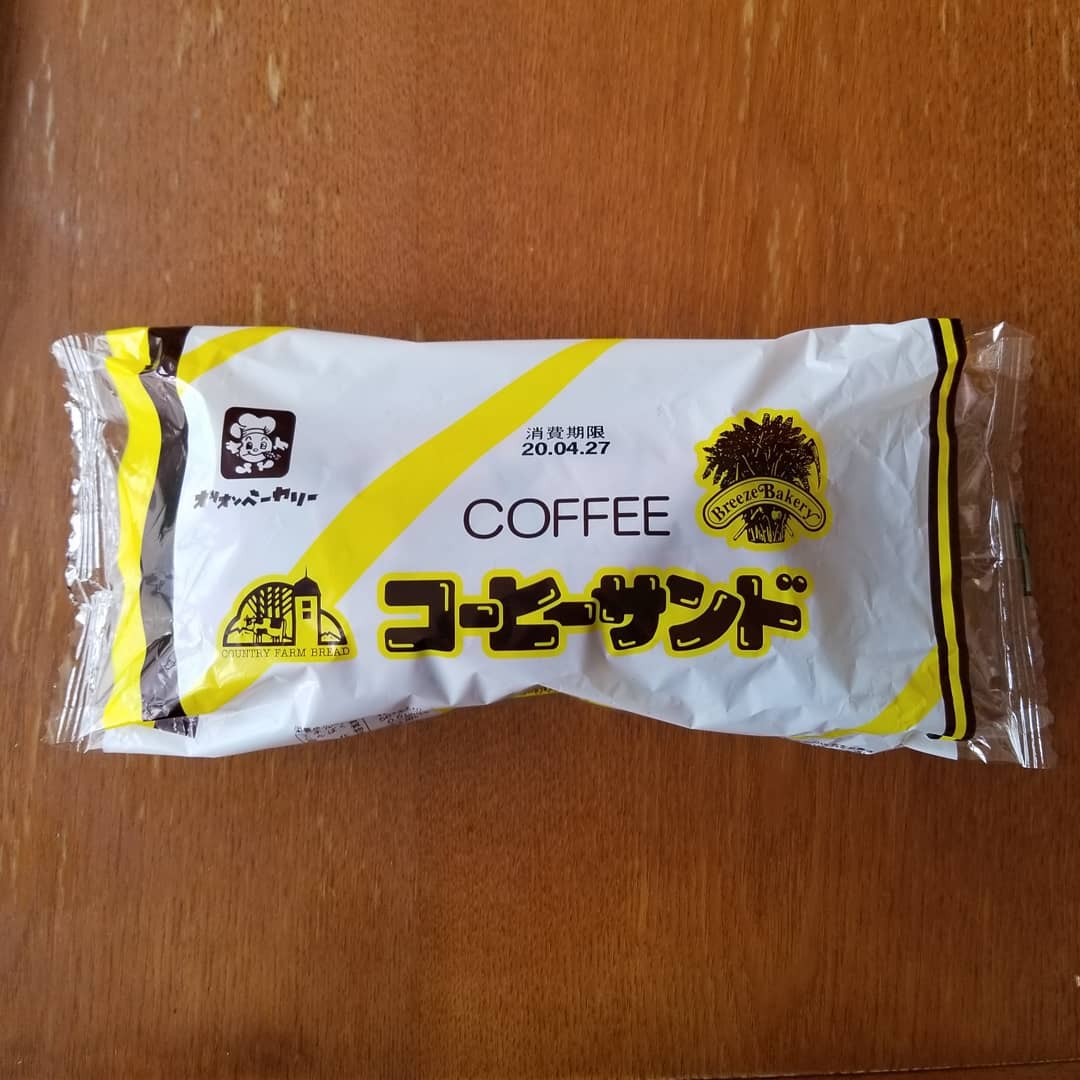 オリオンベーカリー
消費期限
20.04.27
COFFEE
Breeze Bakery
コーヒーサンド
COUNTRY FARM BREAD